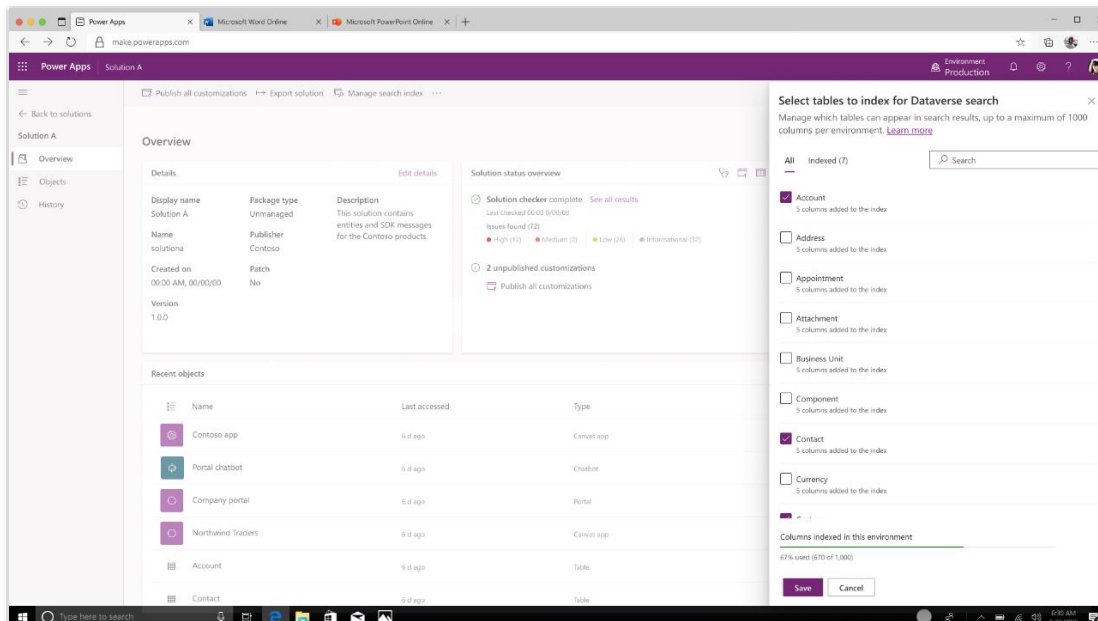 Power Apps
Microsoft Word Online
Microsoft PowerPoint Online
make.powerapps.com
Power Apps
Solution A
Environment
Production
Back to solutions
Solution A
Overview
Objects
History
Publish all customizations
Export solution
Manage search index
Overview
Details
Edit details
Display name
Solution A
Package type
Unmanaged
Description
This solution contains
entities and SDK messages
for the Contoso products.
Name
solutiona
Publisher
Contoso
Created on
00:00 AM, 00/00/00
Patch
No
Version
1.0.0
Solution status overview
Solution checker complete See all results
Last checked 00:00 0/00/00
Issues found (72)
High (12) Medium (2) Low (26) Informational (32)
2 unpublished customizations
Publish all customizations
Recent objects
Name Last accessed Type
Contoso app 6 d ago Canvas app
Portal chatbot 6 d ago Chatbot
Company portal 6 d ago Portal
Northwind Traders 6 d ago Canvas app
Account 6 d ago Table
Contact 6 d ago Table
Select tables to index for Dataverse search
Manage which tables can appear in search results, up to a maximum of 1000
columns per environment. Learn more
All Indexed (7)
Search
Account
5 columns added to the index
Address
5 columns added to the index
Appointment
5 columns added to the index
Attachment
5 columns added to the index
Business Unit
5 columns added to the index
Component
5 columns added to the index
Contact
5 columns added to the index
Currency
5 columns added to the index
Columns indexed in this environment
67% used (670 of 1,000)
Save Cancel
Type here to search
6:30 AM